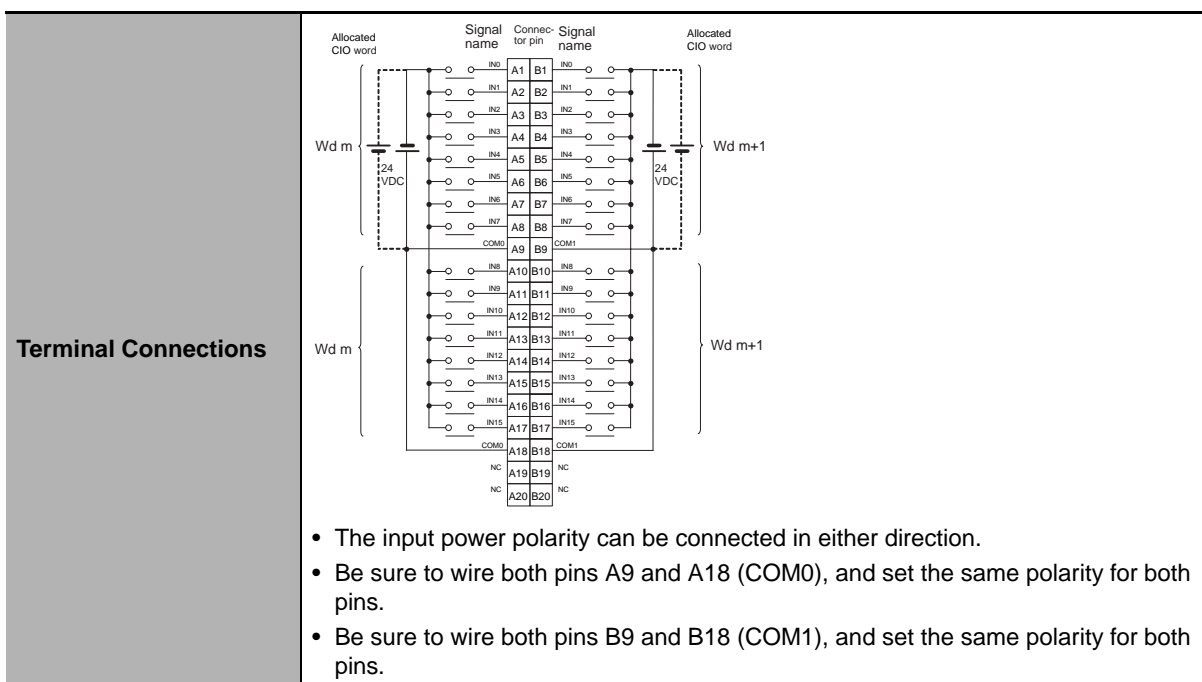 Terminal Connections
Allocated CIO word
Signal name
Connec- tor pin
Signal name
Allocated CIO word
IN0 A1 B1 IN0
IN1 A2 B2 IN1
IN2 A3 B3 IN2
IN3 A4 B4 IN3
Wd m
Wd m+1
IN4 A5 B5 IN4
24 VDC
24 VDC
IN5 A6 B6 IN5
IN6 A7 B7 IN6
IN7 A8 B8 IN7
COM0 A9 B9 COM1
IN8 A10 B10 IN8
IN9 A11 B11 IN9
IN10 A12 B12 IN10
IN11 A13 B13 IN11
Wd m
Wd m+1
IN12 A14 B14 IN12
IN13 A15 B15 IN13
IN14 A16 B16 IN14
IN15 A17 B17 IN15
COM0 A18 B18 COM1
NC A19 B19 NC
NC A20 B20 NC
• The input power polarity can be connected in either direction.
• Be sure to wire both pins A9 and A18 (COM0), and set the same polarity for both
pins.
• Be sure to wire both pins B9 and B18 (COM1), and set the same polarity for both
pins.